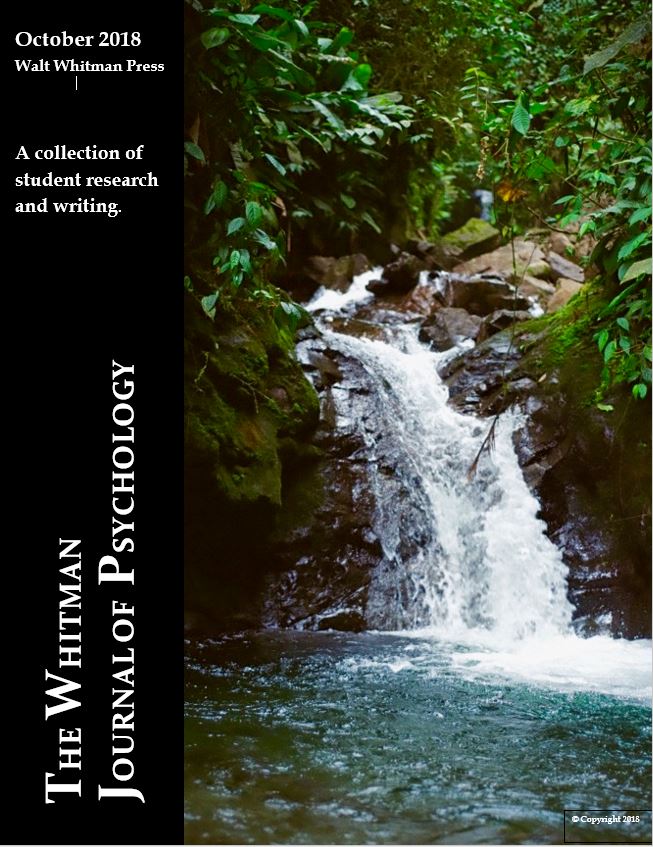 October 2018
Walt Whitman Press
A collection of
student research
and writing.
THE WHITMAN
JOURNAL OF PSYCHOLOGY
© Copyright 2018